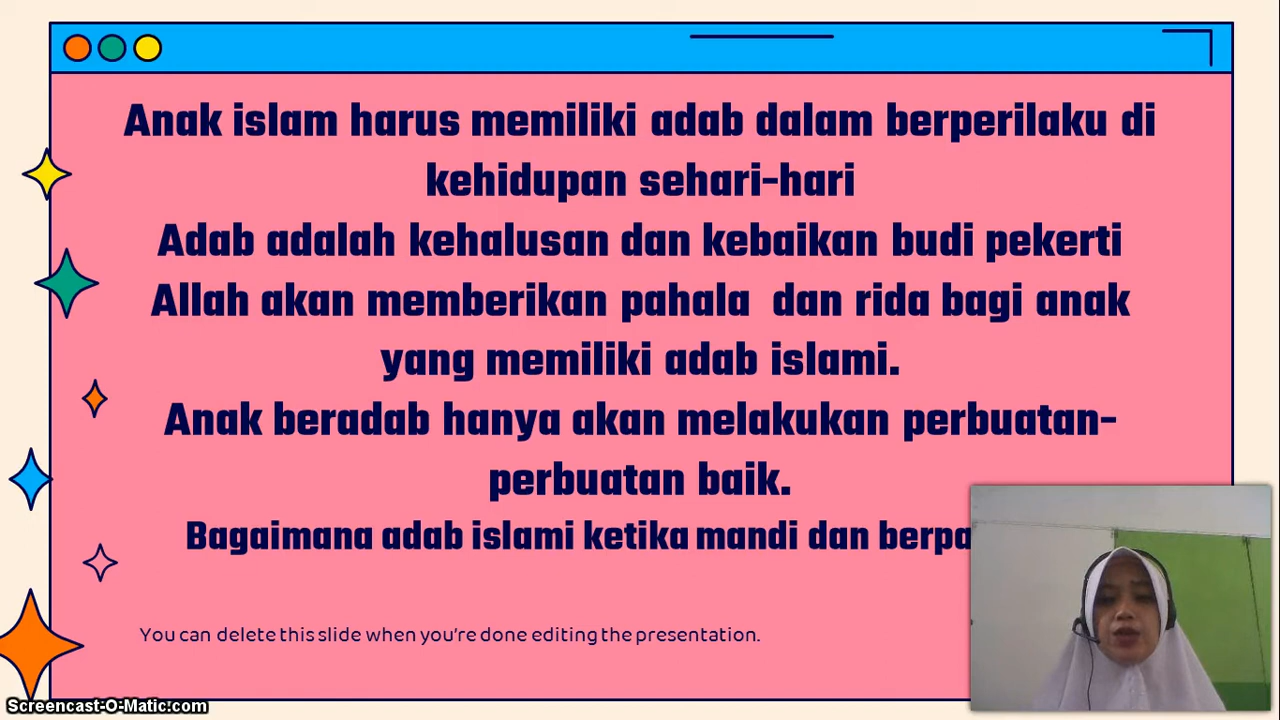 Anak islam harus memiliki adab dalam berperilaku di
kehidupan sehari-hari
Adab adalah kehalusan dan kebaikan budi pekerti
Allah akan memberikan pahala dan rida bagi anak
yang memiliki adab islami.
Anak beradab hanya akan melakukan perbuatan-
perbuatan baik.
Bagaimana adab islami ketika mandi dan
You can delete this slide when you're done editing the presentation.
Screencast-O-Matic.com